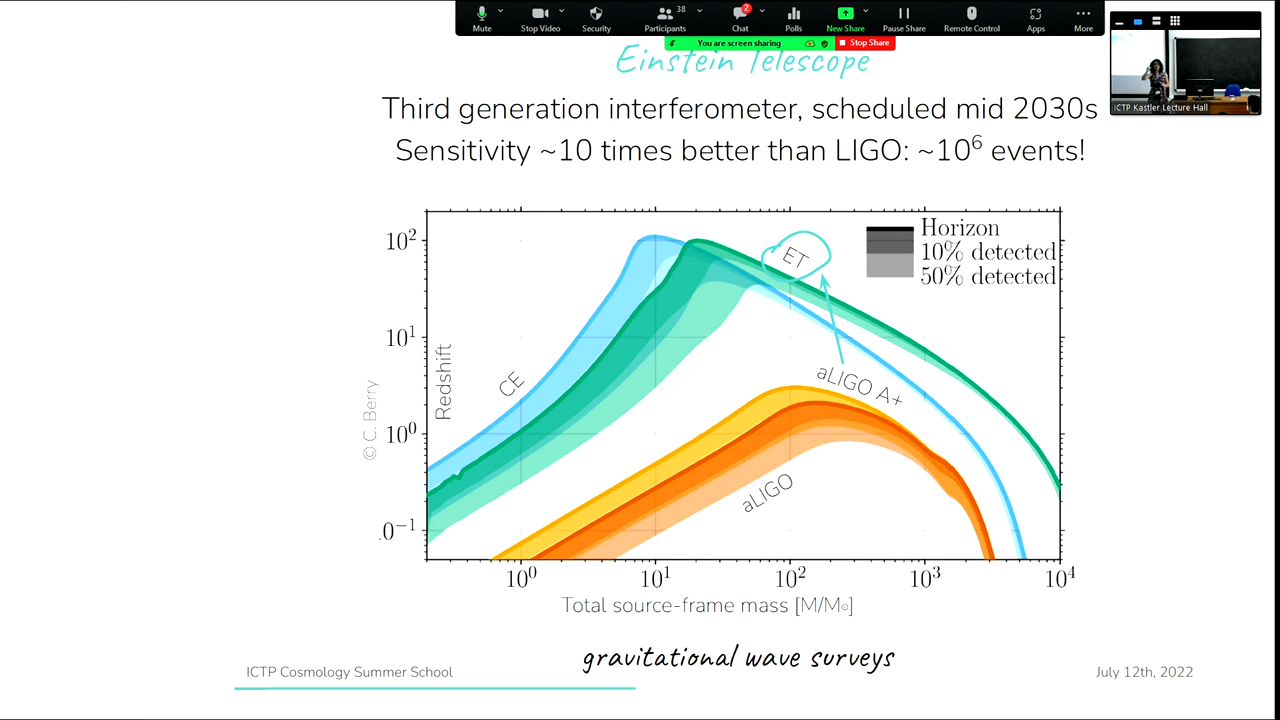 Mute
Stop Video
Security
Participants
38
Chat
2
Polls
New Share
Pause Share
Remote Control
Apps
More
You are screen sharing
Stop Share
ICTP Kastler Lecture Hall
Einstein Telescope
Third generation interferometer, scheduled mid 2030s
Sensitivity ~10 times better than LIGO: ~10⁶ events!
Horizon
10% detected
50% detected
ET
CE
aLIGO A+
aLIGO
Redshift
© C. Berry
10²
10¹
10⁰
.0⁻¹
10⁰
10¹
10²
10³
10⁴
Total source-frame mass [M/M⊙]
gravitational wave surveys
ICTP Cosmology Summer School
July 12th, 2022